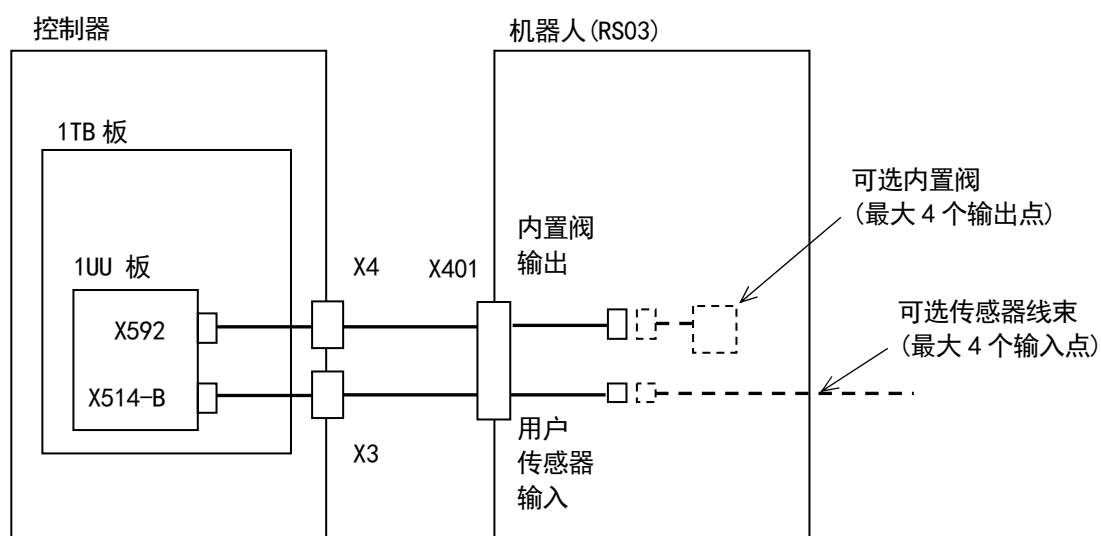 控制器
机器人(RS03)
1TB 板
可选内置阀
(最大 4 个输出点)
内置阀
输出
1UU 板
X4
X401
X592
可选传感器线束
(最大 4 个输入点)
X514-B
X3
用户
传感器
输入